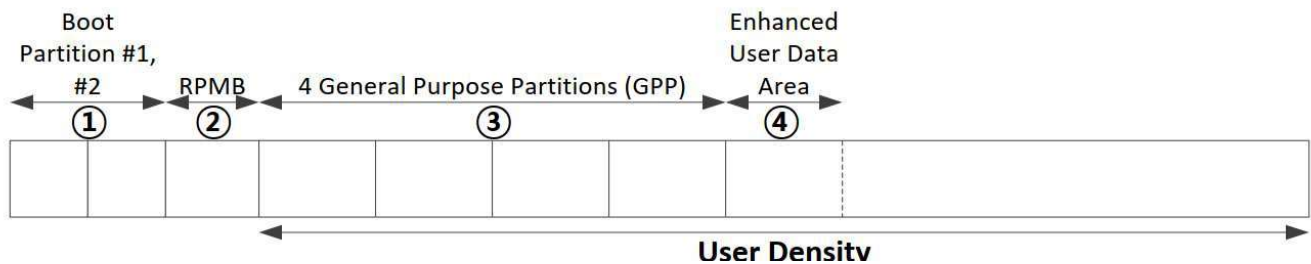 Boot
Partition #1,
#2
RPMB
4 General Purpose Partitions (GPP)
Enhanced
User Data
Area
①
②
③
④
User Density